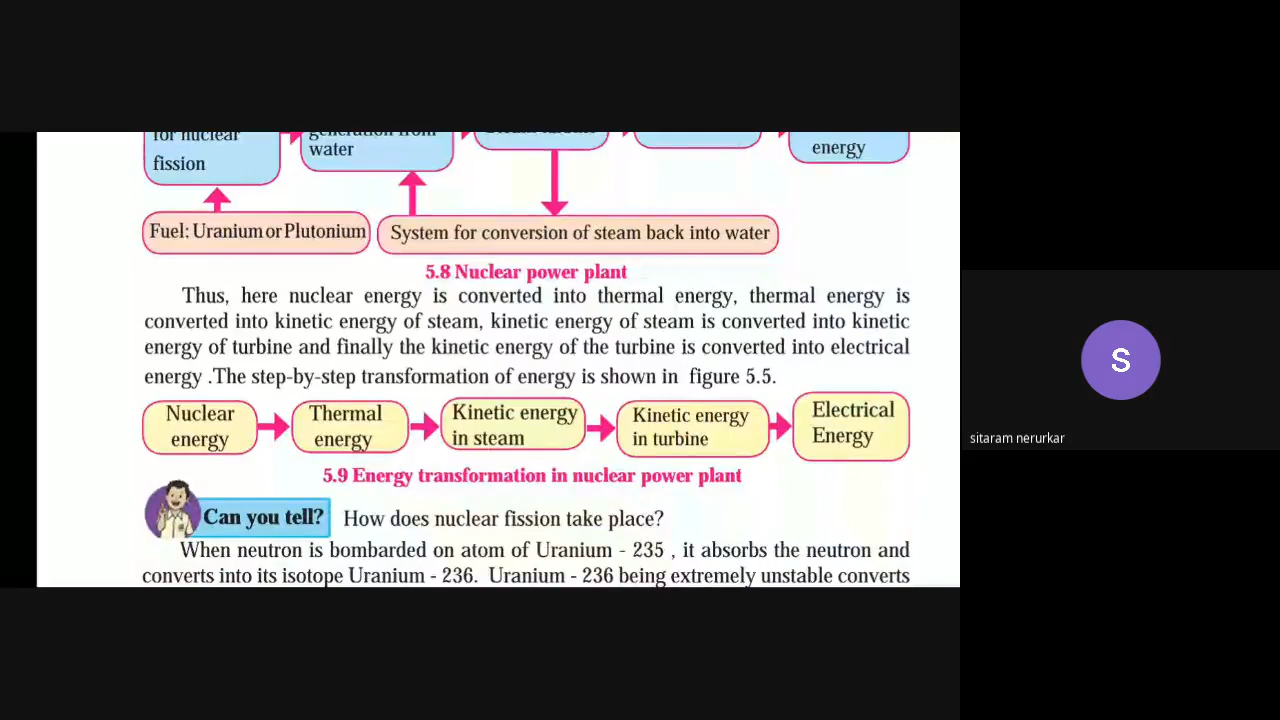 for nuclear
fission
generation from
water
energy
Fuel: Uranium or Plutonium
System for conversion of steam back into water
5.8 Nuclear power plant
Thus, here nuclear energy is converted into thermal energy, thermal energy is
converted into kinetic energy of steam, kinetic energy of steam is converted into kinetic
energy of turbine and finally the kinetic energy of the turbine is converted into electrical
energy .The step-by-step transformation of energy is shown in figure 5.5.
Nuclear
energy
Thermal
energy
Kinetic energy
in steam
Kinetic energy
in turbine
Electrical
Energy
5.9 Energy transformation in nuclear power plant
Can you tell? How does nuclear fission take place?
When neutron is bombarded on atom of Uranium - 235 , it absorbs the neutron and
converts into its isotope Uranium - 236. Uranium - 236 being extremely unstable converts
S
sitaram nerurkar